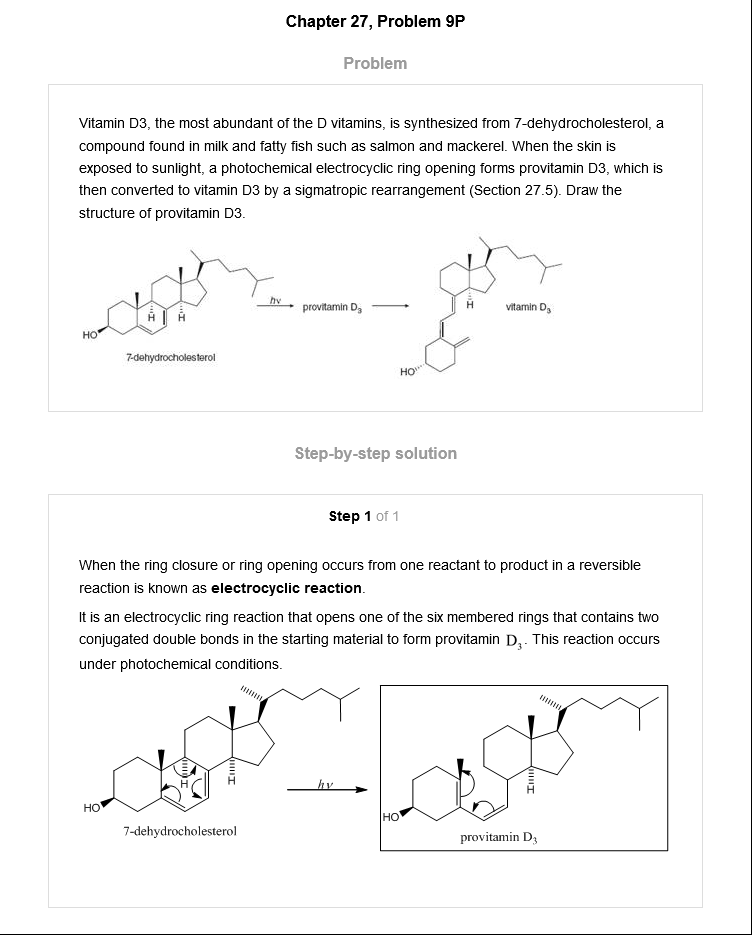 Chapter 27, Problem 9P
Problem
Vitamin D3, the most abundant of the D vitamins, is synthesized from 7-dehydrocholesterol, a
compound found in milk and fatty fish such as salmon and mackerel. When the skin is
exposed to sunlight, a photochemical electrocyclic ring opening forms provitamin D3, which is
then converted to vitamin D3 by a sigmatropic rearrangement (Section 27.5). Draw the
structure of provitamin D3.
H H
HO
7-dehydrocholesterol
hv
provitamin D₃
H
HO
vitamin D₃
Step-by-step solution
Step 1 of 1
When the ring closure or ring opening occurs from one reactant to product in a reversible
reaction is known as electrocyclic reaction.
It is an electrocyclic ring reaction that opens one of the six membered rings that contains two
conjugated double bonds in the starting material to form provitamin D₃. This reaction occurs
under photochemical conditions.
H H
HO
7-dehydrocholesterol
hv
H
HO
provitamin D₃